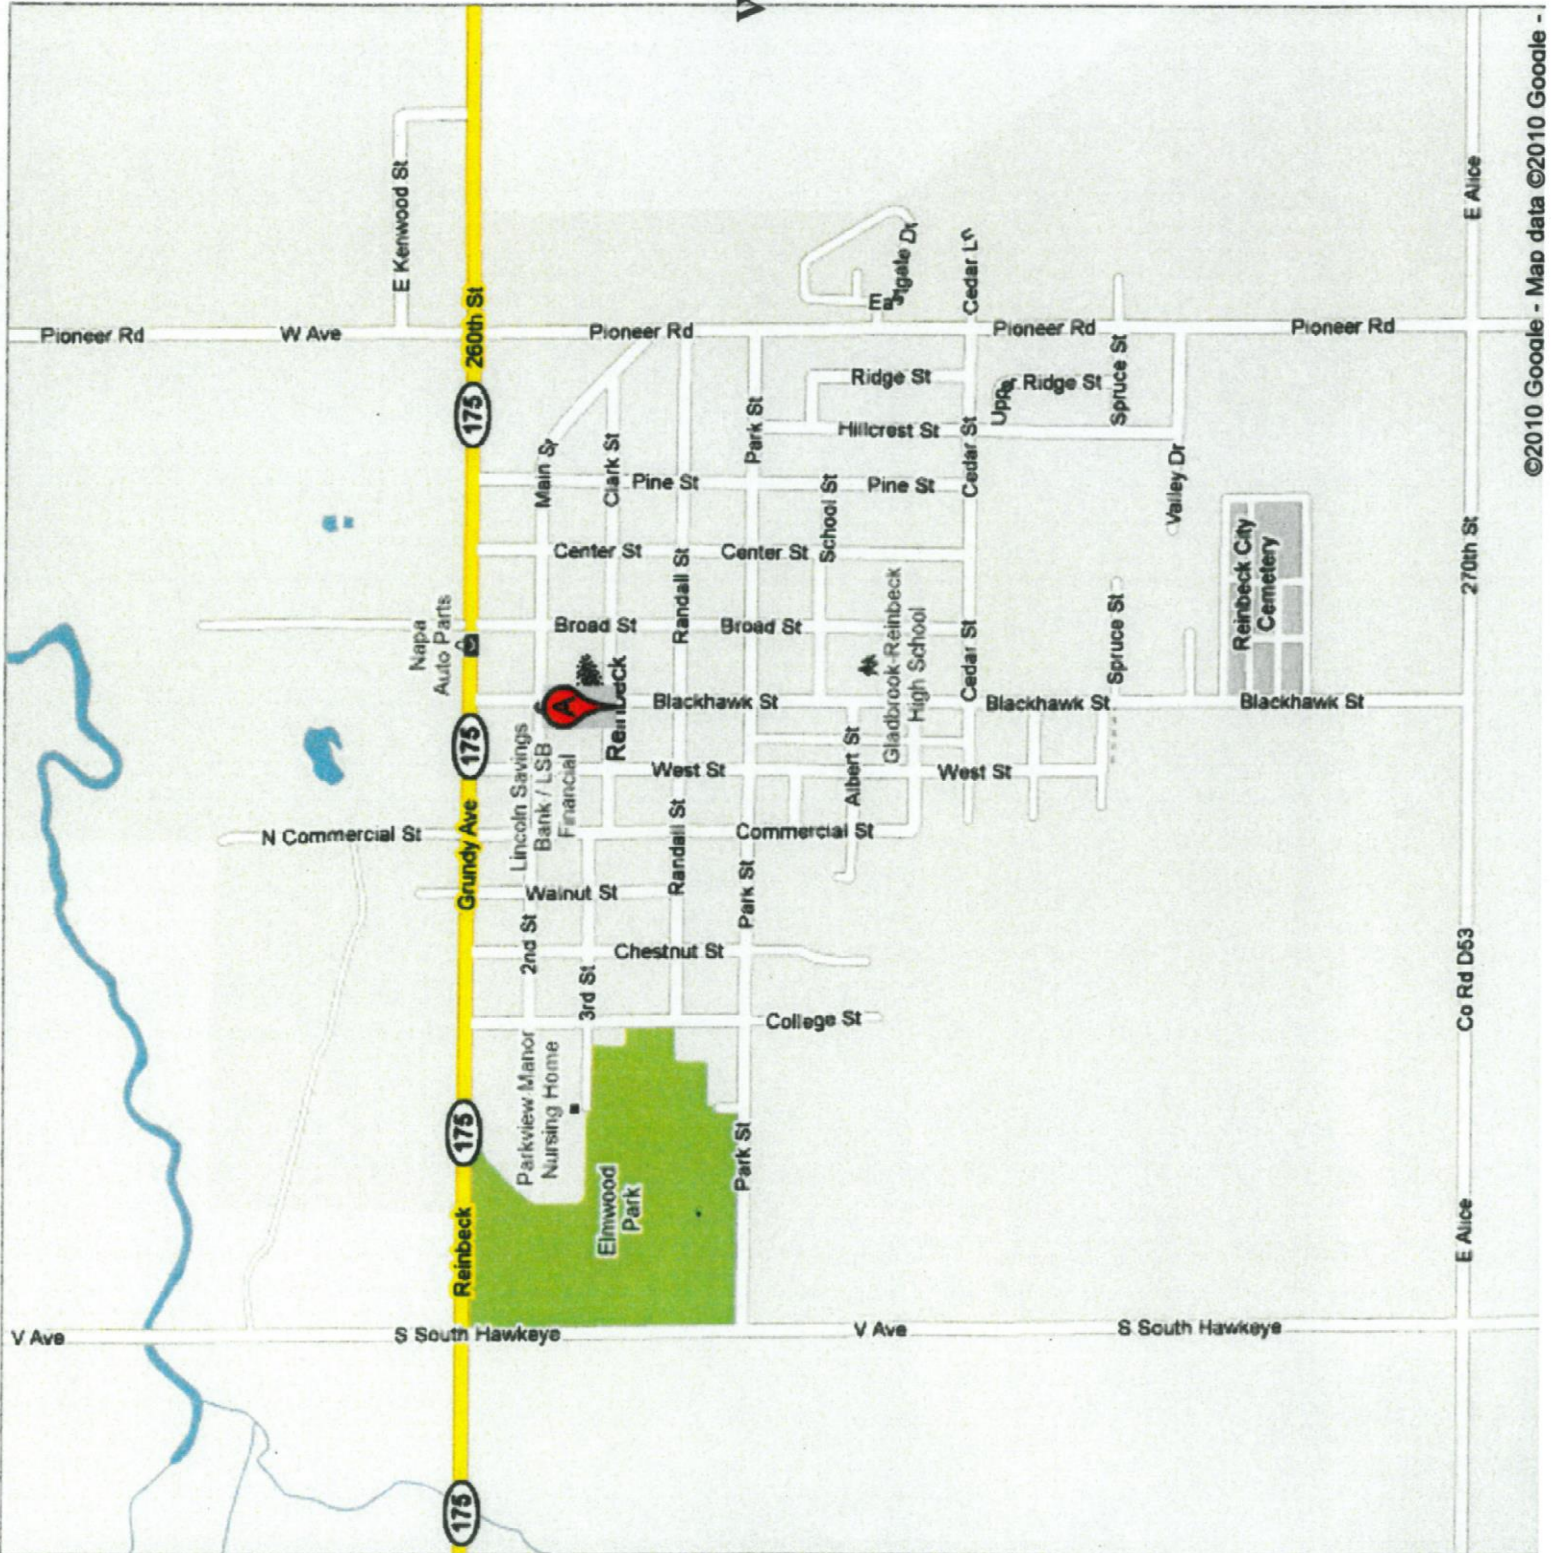 Pioneer Rd
W Ave
E Kenwood St
260th St
Pioneer Rd
Eastgate Dr
Cedar Ln
Pioneer Rd
Pioneer Rd
E Alice
175
Main St
Clark St
Park St
Ridge St
Hillcrest St
Cedar St
Upper Ridge St
Spruce St
Valley Dr
Pine St
Pine St
School St
Center St
Center St
Randall St
Broad St
Broad St
Napa
Auto Parts
Gladbrook-Reinbeck
High School
Cedar St
Spruce St
Reinbeck City
Cemetery
270th St
A
Reinbeck
Blackhawk St
Blackhawk St
Blackhawk St
175
Lincoln Savings
Bank / LSB
Financial
West St
West St
Albert St
N Commercial St
Grundy Ave
Commercial St
Randall St
Walnut St
Park St
2nd St
Chestnut St
3rd St
College St
Co Rd D53
Parkview Manor
Nursing Home
175
Elmwood
Park
Park St
Reinbeck
E Alice
V Ave
S South Hawkeye
V Ave
S South Hawkeye
175
©2010 Google - Map data ©2010 Google -